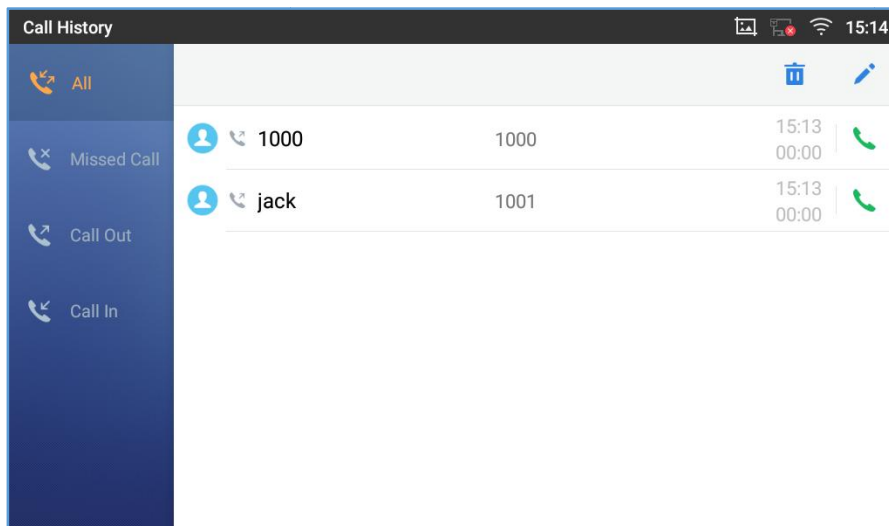 Call History 15:14
All
Missed Call
Call Out
Call In
1000 1000 15:13
00:00
jack 1001 15:13
00:00